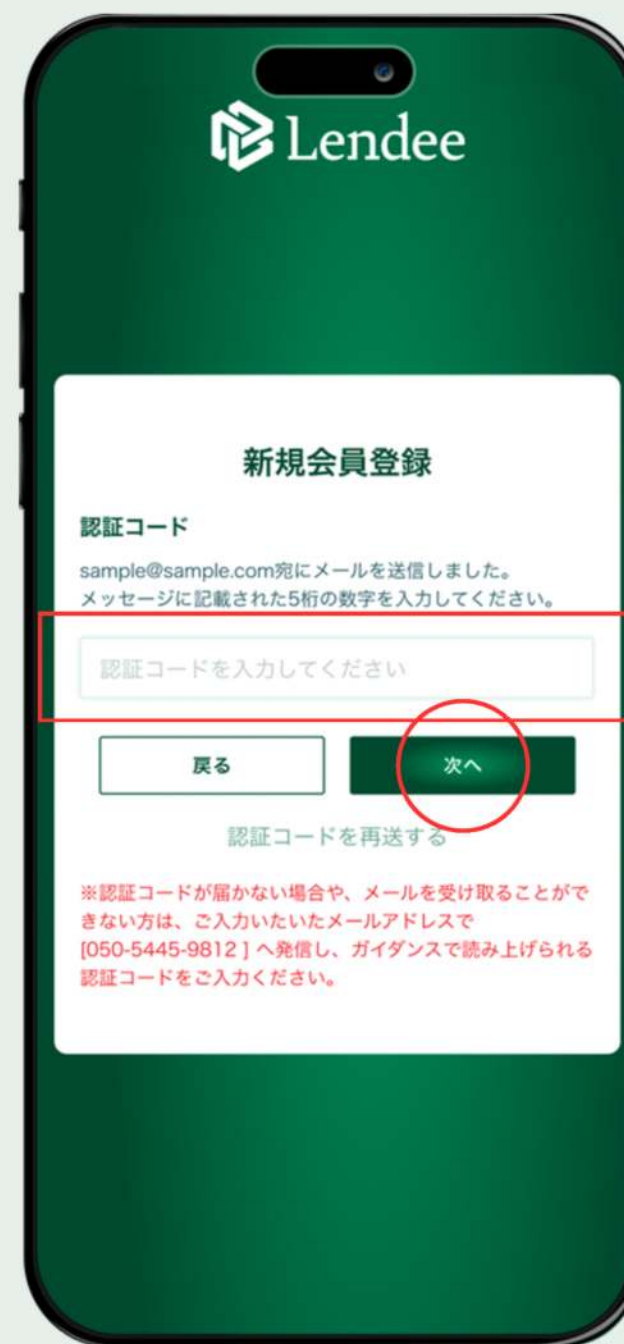 Lendee
新規会員登録
認証コード
sample@sample.com宛にメールを送信しました。
メッセージに記載された5桁の数字を入力してください。
認証コードを入力してください
戻る
次へ
認証コードを再送する
※認証コードが届かない場合や、メールを受け取ることがで
きない方は、ご入力いたいたメールアドレスで
[050-5445-9812 ] へ発信し、ガイダンスで読み上げられる
認証コードをご入力ください。